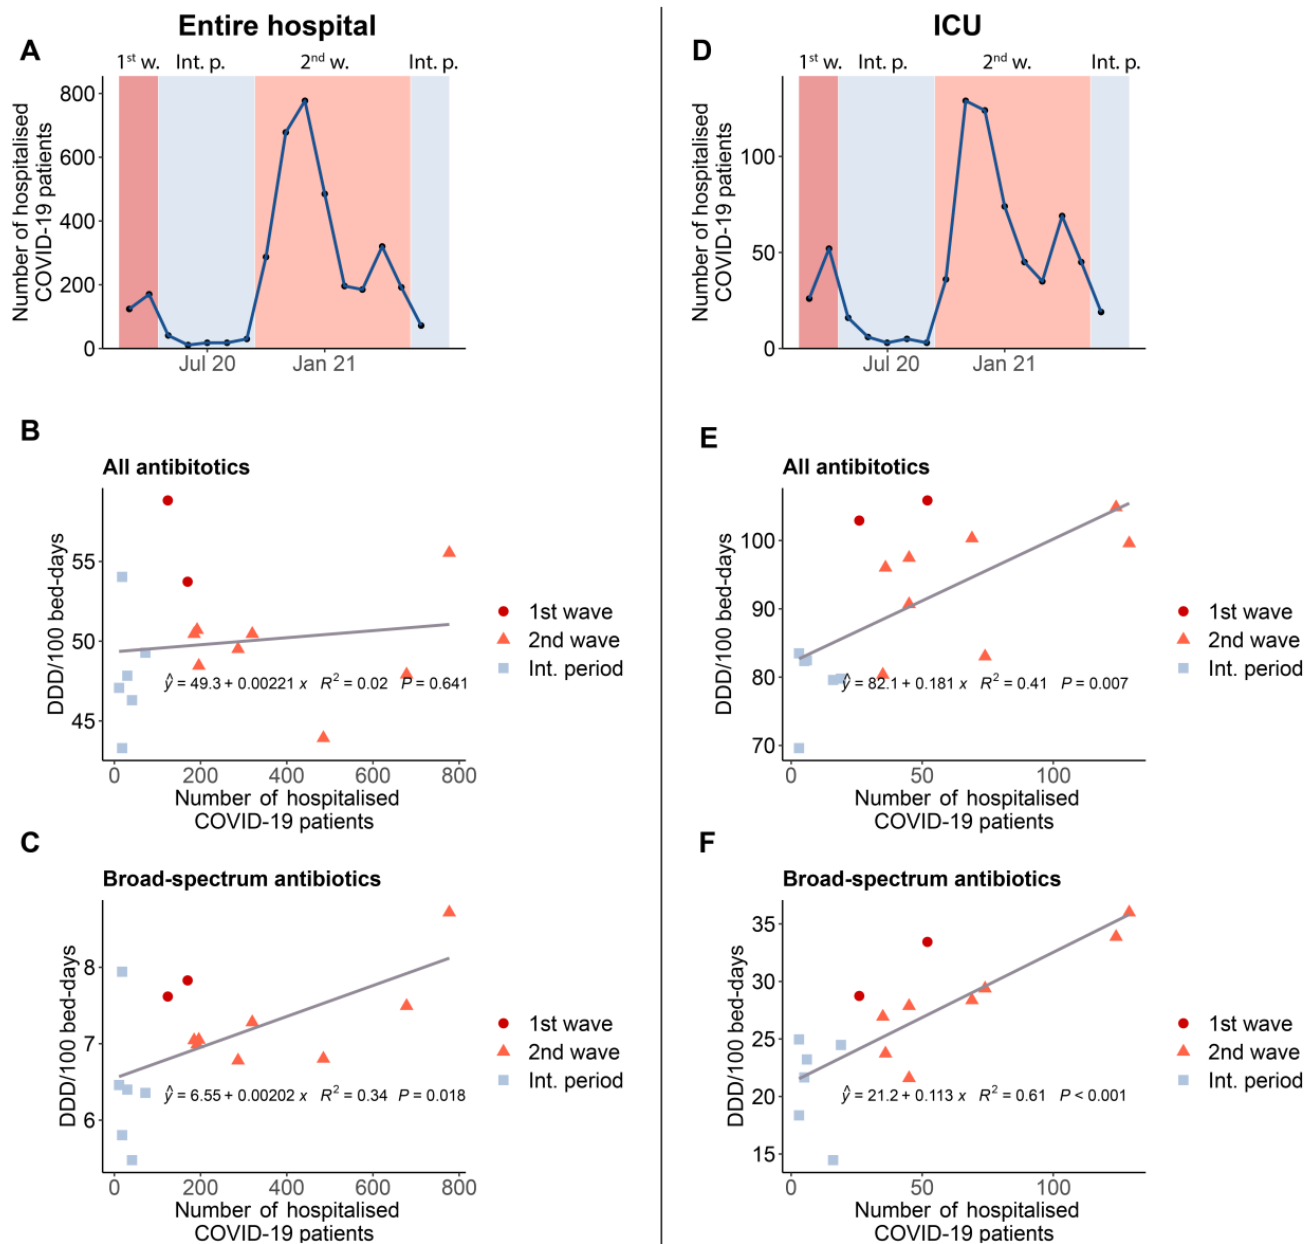 Entire hospital
A
1st w. Int. p. 2nd w. Int. p.
Number of hospitalised
COVID-19 patients
800
600
400
200
0
Jul 20 Jan 21
B
All antibitotics
DDD/100 bed-days
55
50
45
ŷ = 49.3 + 0.00221 x R² = 0.02 P = 0.641
0 200 400 600 800
Number of hospitalised
COVID-19 patients
1st wave
2nd wave
Int. period
C
Broad-spectrum antibiotics
DDD/100 bed-days
8
7
6
ŷ = 6.55 + 0.00202 x R² = 0.34 P = 0.018
0 200 400 600 800
Number of hospitalised
COVID-19 patients
1st wave
2nd wave
Int. period
ICU
D
1st w. Int. p. 2nd w. Int. p.
Number of hospitalised
COVID-19 patients
100
50
0
Jul 20 Jan 21
E
All antibitotics
DDD/100 bed-days
100
90
80
70
ŷ = 82.1 + 0.181 x R² = 0.41 P = 0.007
0 50 100
Number of hospitalised
COVID-19 patients
1st wave
2nd wave
Int. period
F
Broad-spectrum antibiotics
DDD/100 bed-days
35
30
25
20
15
ŷ = 21.2 + 0.113 x R² = 0.61 P < 0.001
0 50 100
Number of hospitalised
COVID-19 patients
1st wave
2nd wave
Int. period